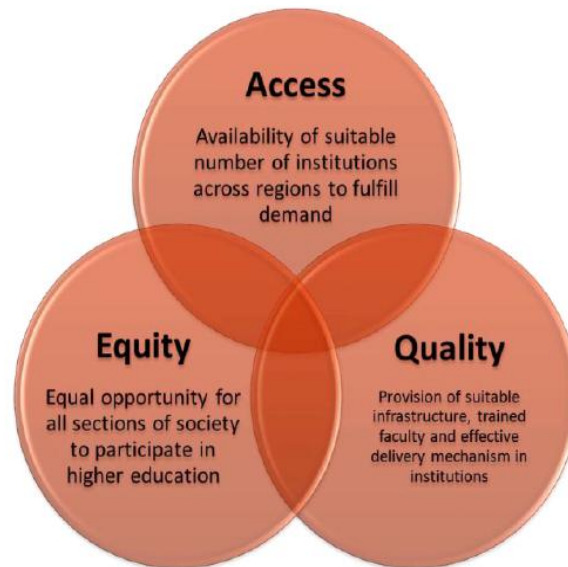 Access
Availability of suitable
number of institutions
across regions to fulfill
demand
Equity
Equal opportunity for
all sections of society
to participate in
higher education
Quality
Provision of suitable
infrastructure, trained
faculty and effective
delivery mechanism in
institutions